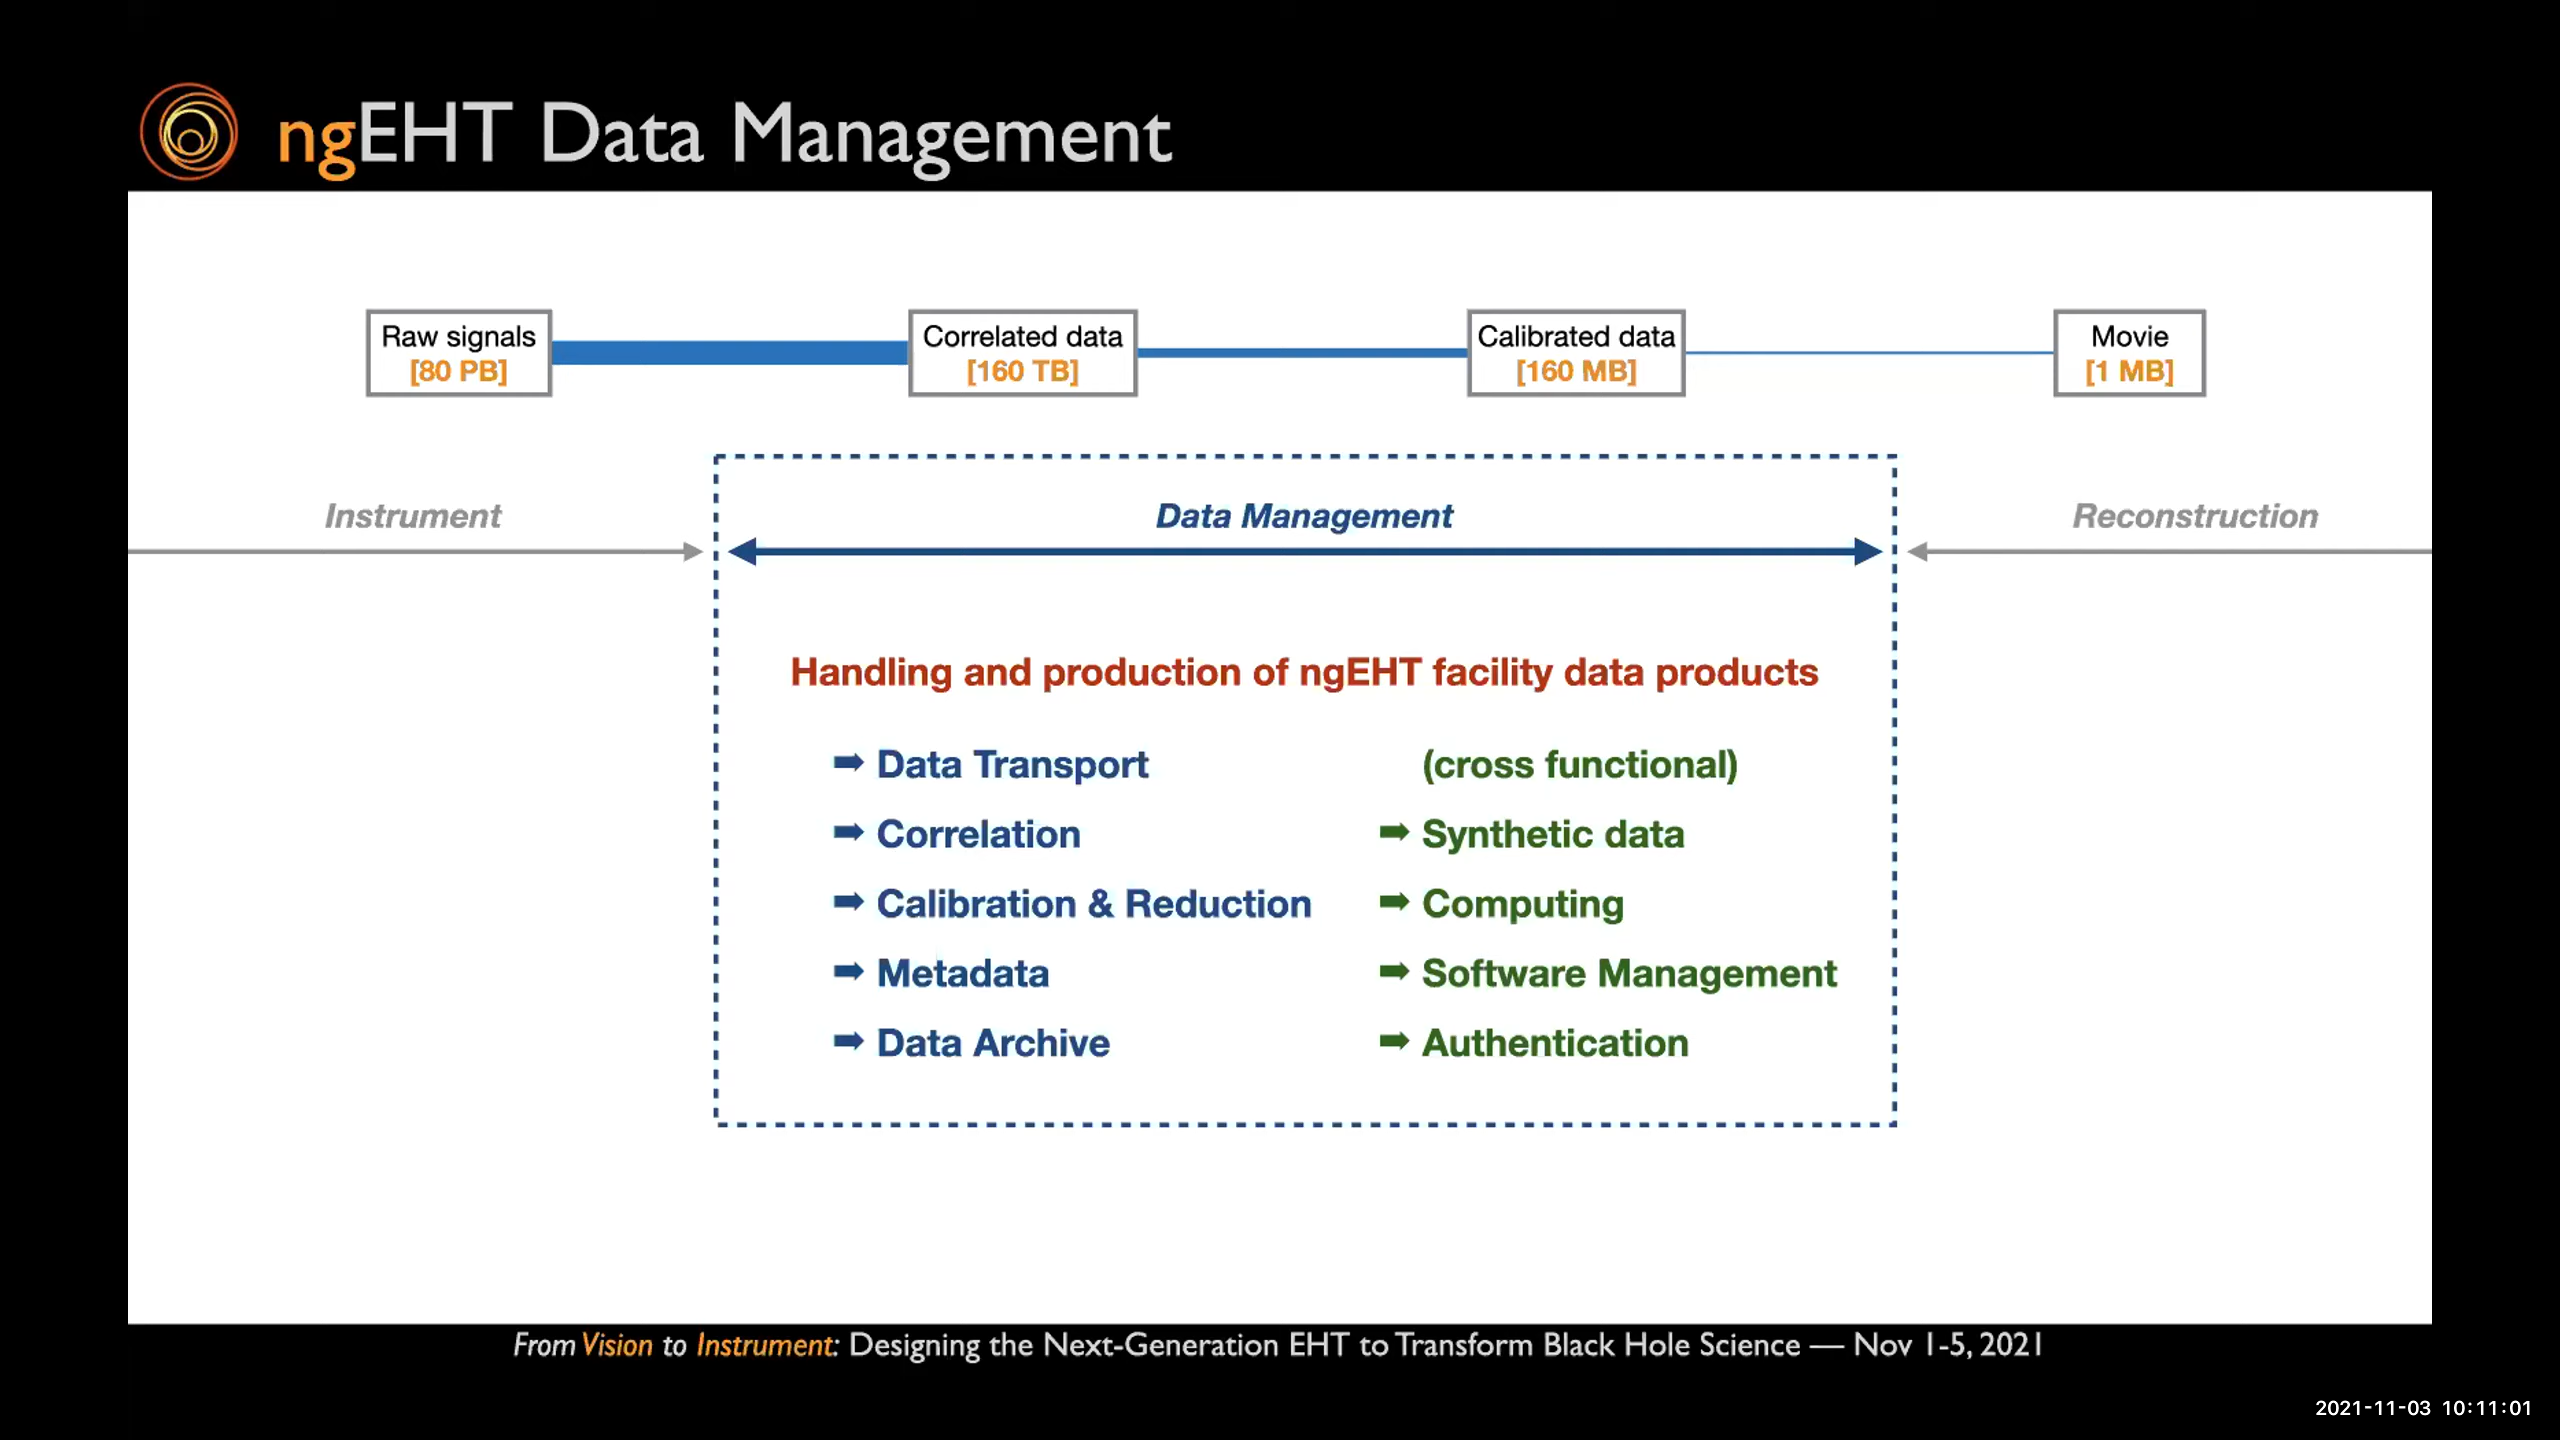 ngEHT Data Management
Raw signals
[80 PB]
Correlated data
[160 TB]
Calibrated data
[160 MB]
Movie
[1 MB]
Instrument
Data Management
Reconstruction
Handling and production of ngEHT facility data products
➡ Data Transport
➡ Correlation
➡ Calibration & Reduction
➡ Metadata
➡ Data Archive
(cross functional)
➡ Synthetic data
➡ Computing
➡ Software Management
➡ Authentication
From Vision to Instrument: Designing the Next-Generation EHT to Transform Black Hole Science — Nov 1-5, 2021
2021-11-03 10:11:01